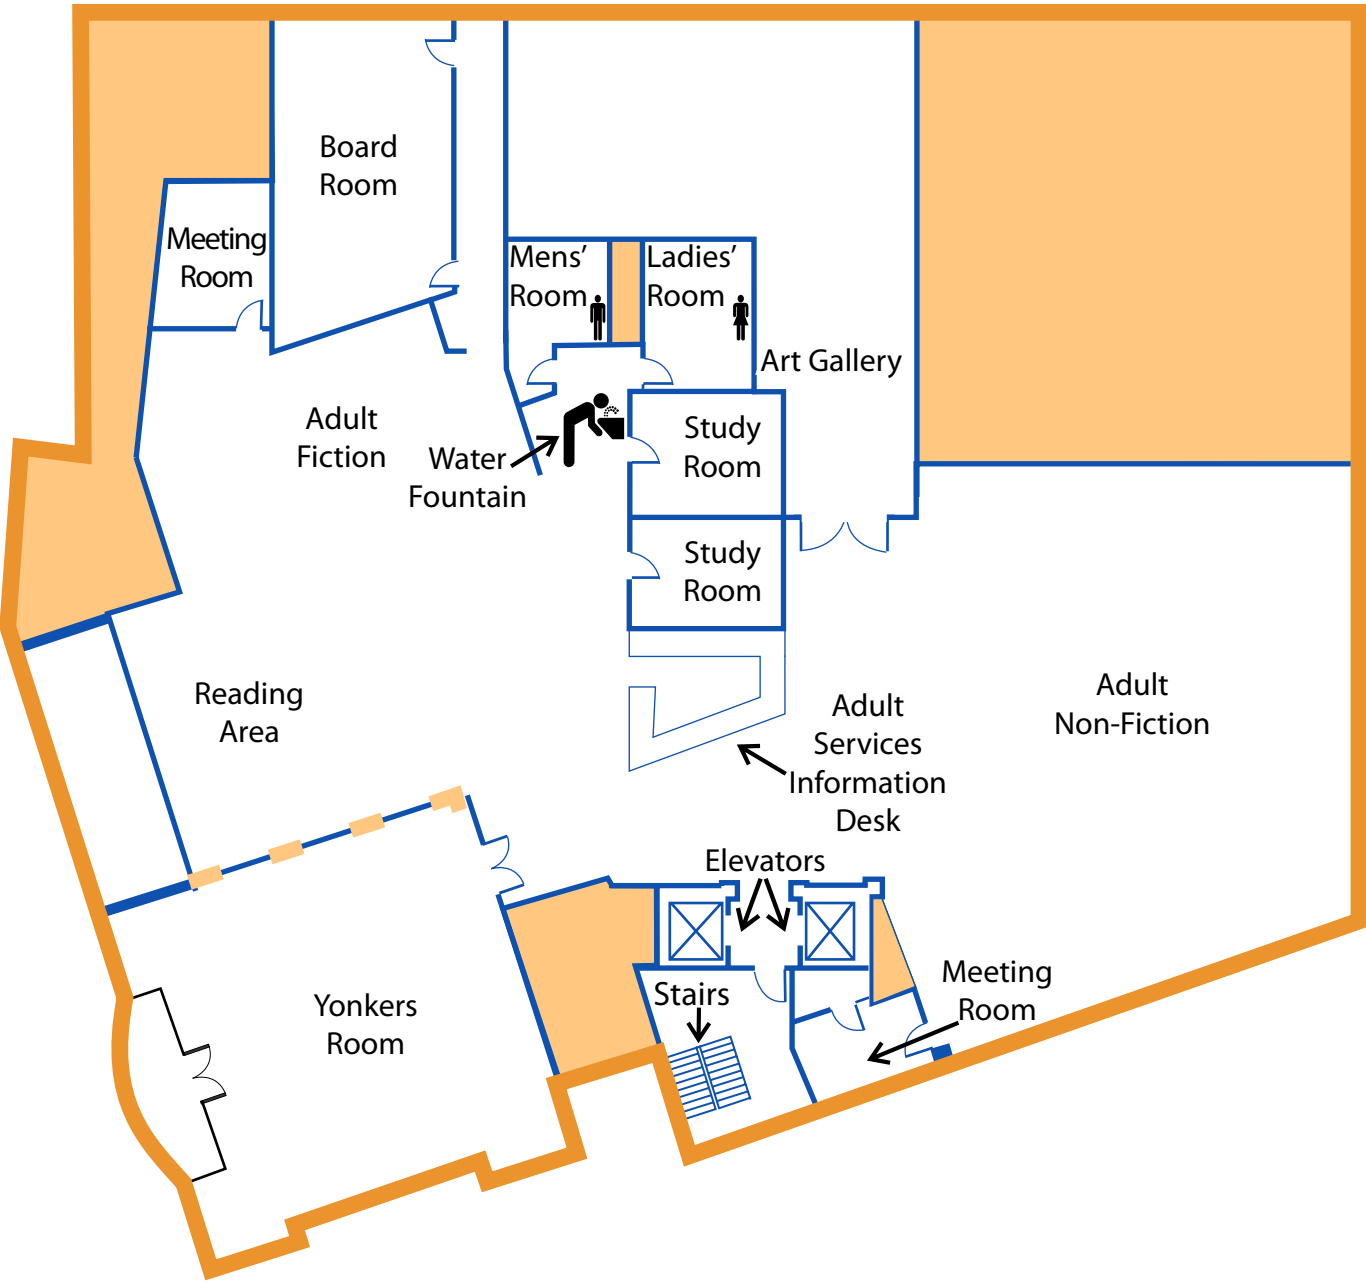 Board
Room
Meeting
Room
Mens’
Room
Ladies’
Room
Art Gallery
Adult
Fiction
Water
Fountain
Study
Room
Study
Room
Reading
Area
Adult
Services
Information
Desk
Adult
Non-Fiction
Elevators
Stairs
Meeting
Room
Yonkers
Room